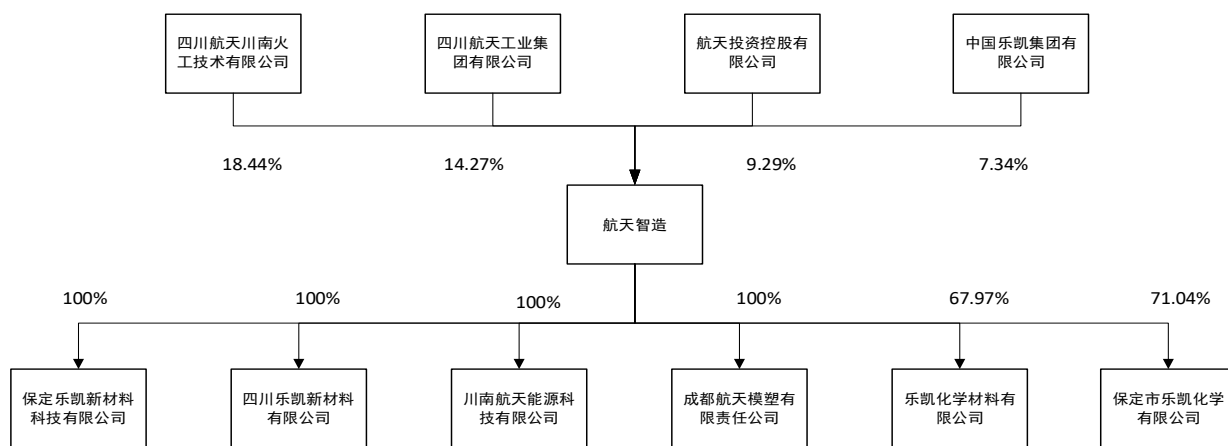 四川航天川南火
工技术有限公司
四川航天工业集
团有限公司
航天投资控股有
限公司
中国乐凯集团有
限公司
18.44%
14.27%
9.29%
7.34%
航天智造
100%
100%
100%
100%
67.97%
71.04%
保定乐凯新材料
科技有限公司
四川乐凯新材料
有限公司
川南航天能源科
技有限公司
成都航天模塑有
限责任公司
乐凯化学材料有
限公司
保定市乐凯化学
有限公司